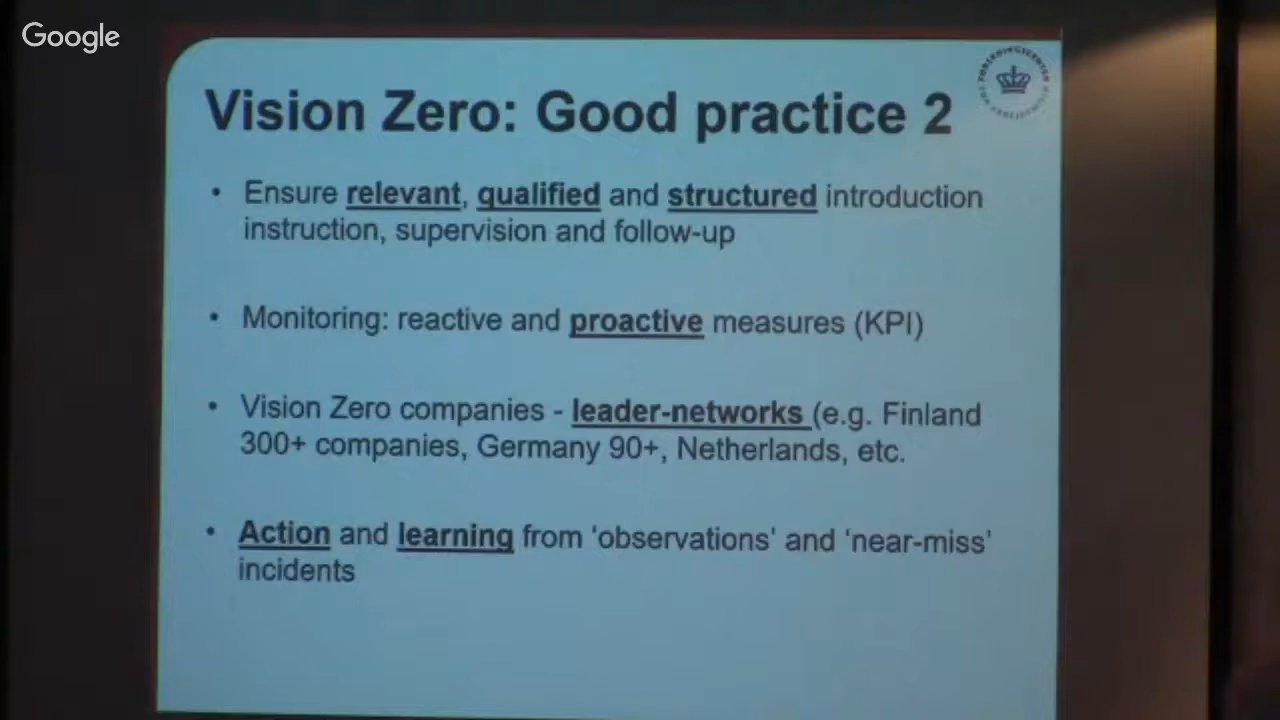 Google
Vision Zero: Good practice 2
• Ensure relevant, qualified and structured introduction
instruction, supervision and follow-up
• Monitoring: reactive and proactive measures (KPI)
• Vision Zero companies - leader-networks (e.g. Finland
300+ companies, Germany 90+, Netherlands, etc.
• Action and learning from ‘observations’ and ‘near-miss’
incidents